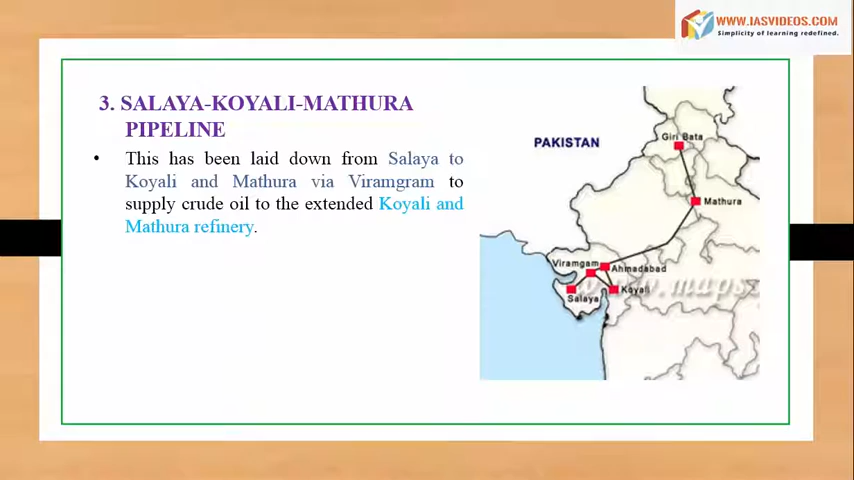 WWW.IASVIDEOS.COM
Simplicity of learning redefined.
3. SALAYA-KOYALI-MATHURA
PIPELINE
• This has been laid down from Salaya to
Koyali and Mathura via Viramgram to
supply crude oil to the extended Koyali and
Mathura refinery.
PAKISTAN
Giri Bata
Mathura
Viramgam
Ahmadabad
Koyali
Salaya
www.maps